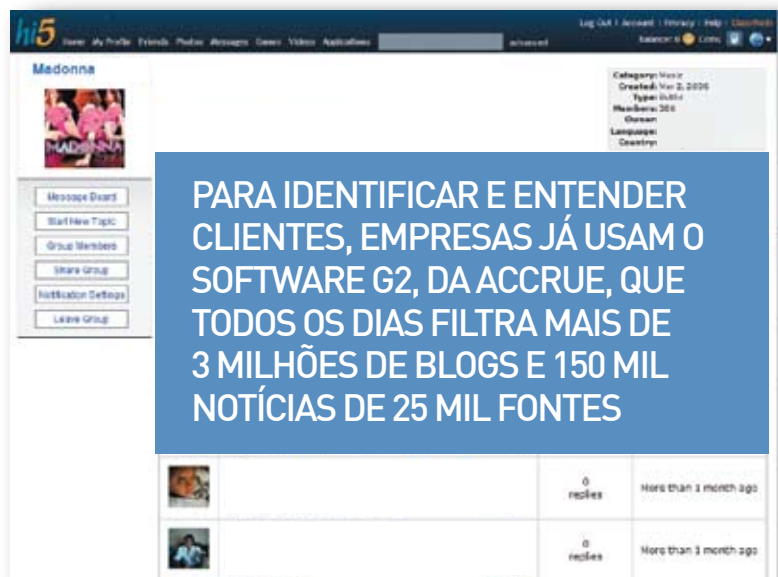 hi5
Home My Profile Friends Photos Messages Games Videos Applications
advanced
Log Out Account Privacy Help
balance: 6 Coins
Madonna
MADONNA
Category: Music
Created: Mar 2, 2006
Type: Public
Members:
Owner:
Language:
Country:
Message Board
Start New Topic
Group Members
Share Group
Notification Settings
Leave Group
PARA IDENTIFICAR E ENTENDER
CLIENTES, EMPRESAS JÁ USAM O
SOFTWARE G2, DA ACCRUE, QUE
TODOS OS DIAS FILTRA MAIS DE
3 MILHÕES DE BLOGS E 150 MIL
NOTÍCIAS DE 25 MIL FONTES
0
replies
More than 1 month ago
0
replies
More than 1 month ago